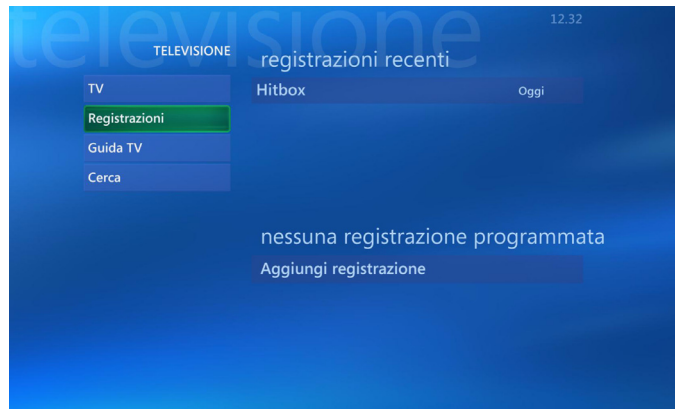 televisione
12.32
TELEVISIONE
registrazioni recenti
TV
Hitbox Oggi
Registrazioni
Guida TV
Cerca
nessuna registrazione programmata
Aggiungi registrazione